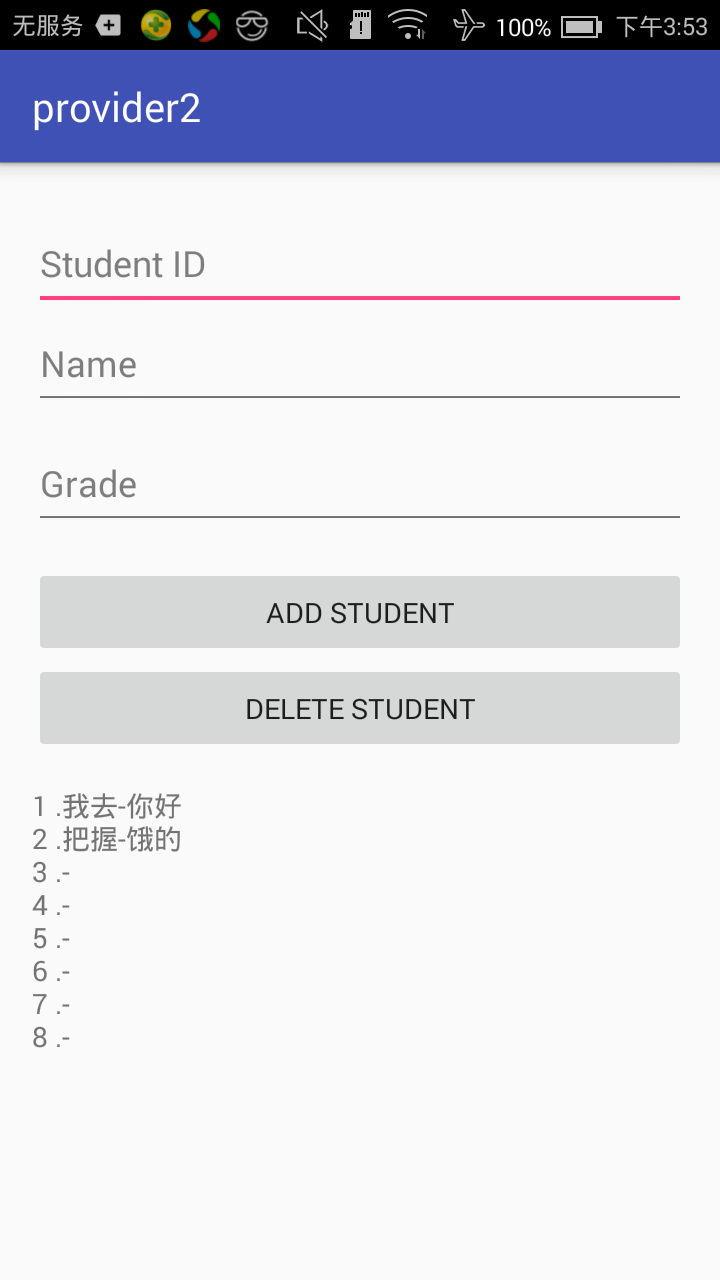 无服务 100% 下午3:53
provider2
Student ID
Name
Grade
ADD STUDENT
DELETE STUDENT
1 .我去-你好
2 .把握-饿的
3 .-
4 .-
5 .-
6 .-
7 .-
8 .-